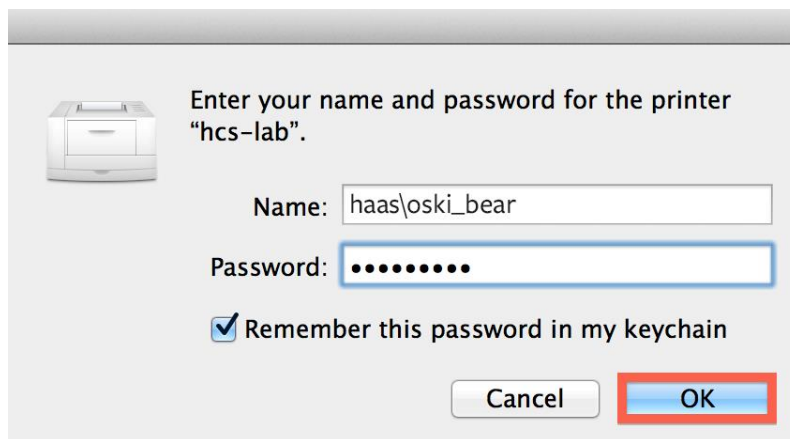 Enter your name and password for the printer
“hcs-lab”.
Name: haas\oski_bear
Password: •••••••••
Remember this password in my keychain
Cancel OK